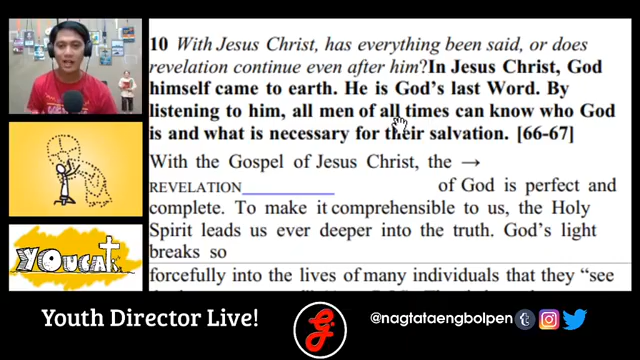 10 With Jesus Christ, has everything been said, or does
revelation continue even after him?In Jesus Christ, God
himself came to earth. He is God's last Word. By
listening to him, all men of all times can know who God
is and what is necessary for their salvation. [66-67]
With the Gospel of Jesus Christ, the →
REVELATION of God is perfect and
complete. To make it comprehensible to us, the Holy
Spirit leads us ever deeper into the truth. God's light
breaks so
forcefully into the lives of many individuals that they “see
YOUCAT
Youth Director Live!
@nagtataengbolpen